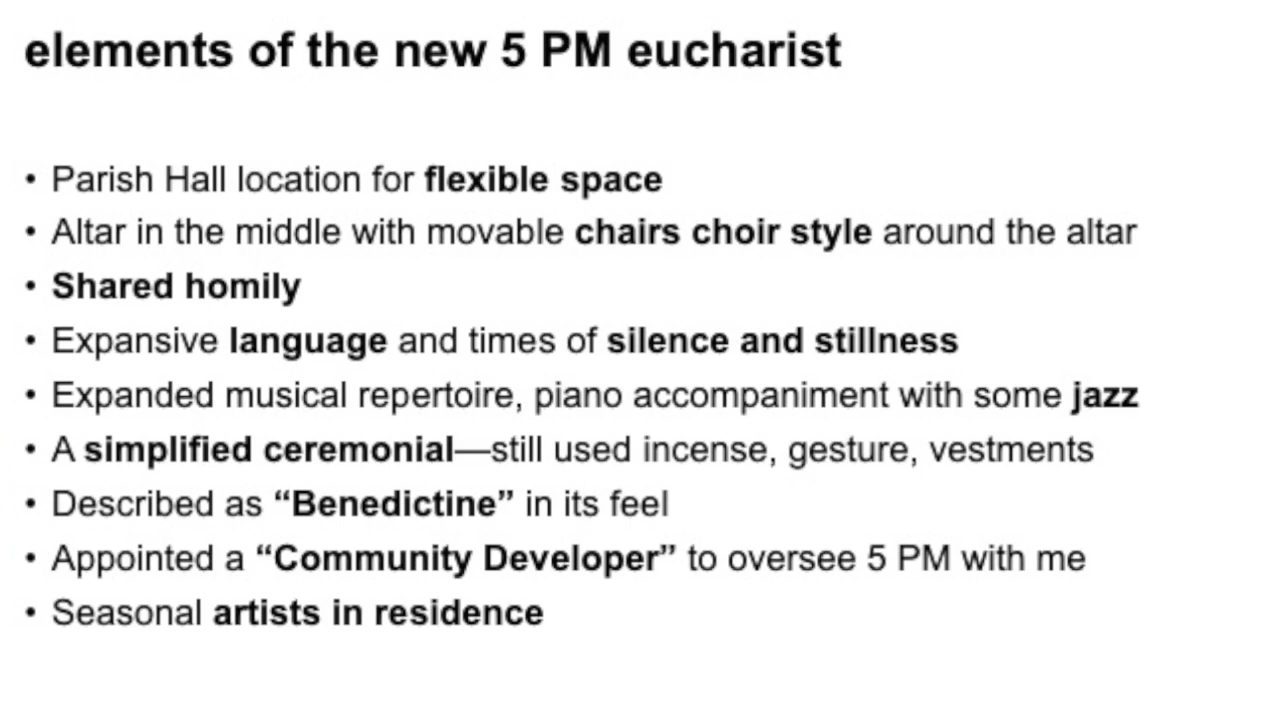 elements of the new 5 PM eucharist
• Parish Hall location for flexible space
• Altar in the middle with movable chairs choir style around the altar
• Shared homily
• Expansive language and times of silence and stillness
• Expanded musical repertoire, piano accompaniment with some jazz
• A simplified ceremonial—still used incense, gesture, vestments
• Described as “Benedictine” in its feel
• Appointed a “Community Developer” to oversee 5 PM with me
• Seasonal artists in residence